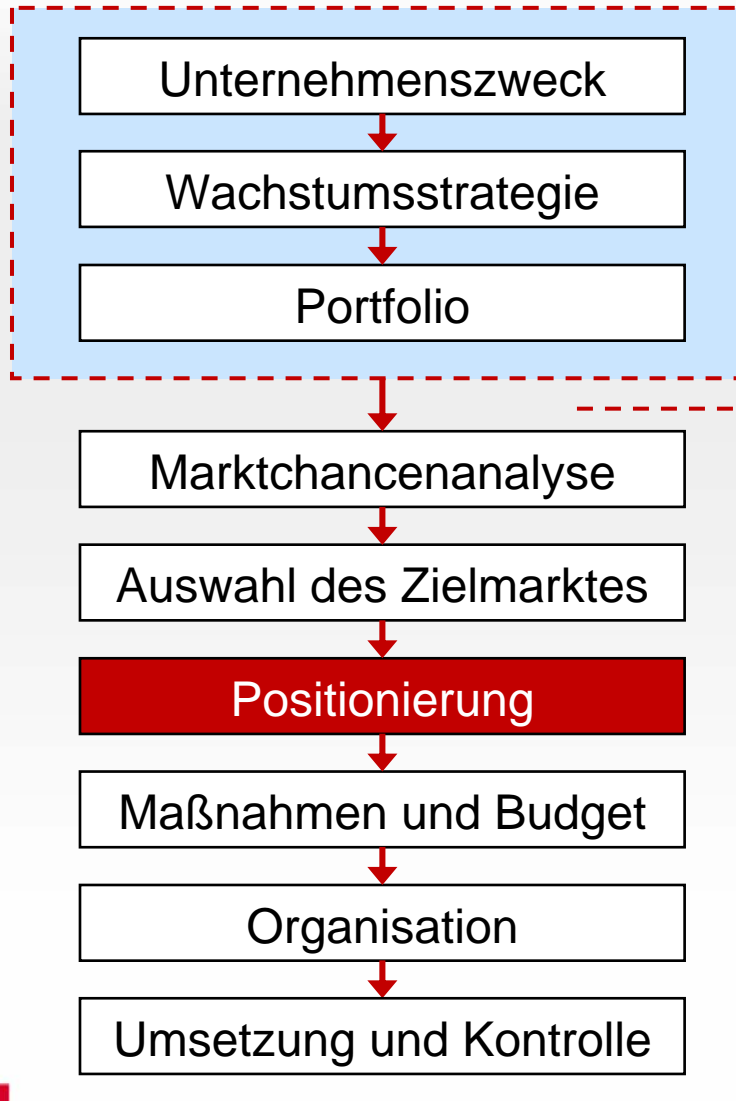 Unternehmenszweck
Wachstumsstrategie
Portfolio
Marktchancenanalyse
Auswahl des Zielmarktes
Positionierung
Maßnahmen und Budget
Organisation
Umsetzung und Kontrolle